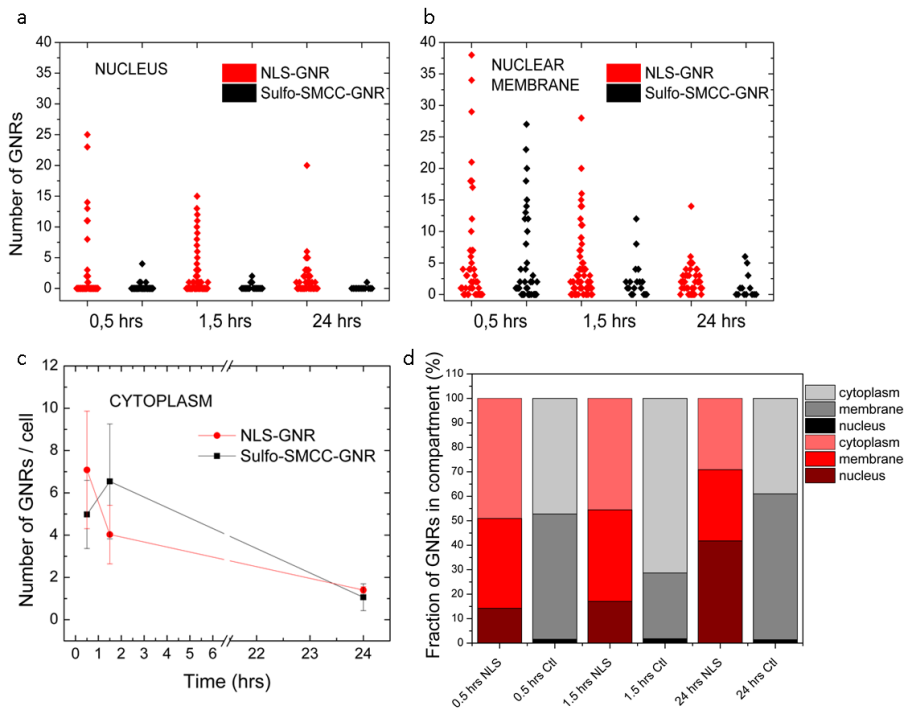 a
40
35
30
25
20
15
10
5
0
Number of GNRs
NUCLEUS
NLS-GNR
Sulfo-SMCC-GNR
0,5 hrs
1,5 hrs
24 hrs
b
40
35
30
25
20
15
10
5
0
NUCLEAR
MEMBRANE
NLS-GNR
Sulfo-SMCC-GNR
0,5 hrs
1,5 hrs
24 hrs
c
12
10
8
6
4
2
0
Number of GNRs / cell
CYTOPLASM
NLS-GNR
Sulfo-SMCC-GNR
0 1 2 3 4 5 6 22 23 24
Time (hrs)
d
110
100
90
80
70
60
50
40
30
20
10
0
Fraction of GNRs in compartment (%)
cytoplasm
membrane
nucleus
cytoplasm
membrane
nucleus
0.5 hrs NLS
0.5 hrs Ctl
1.5 hrs NLS
1.5 hrs Ctl
24 hrs NLS
24 hrs Ctl